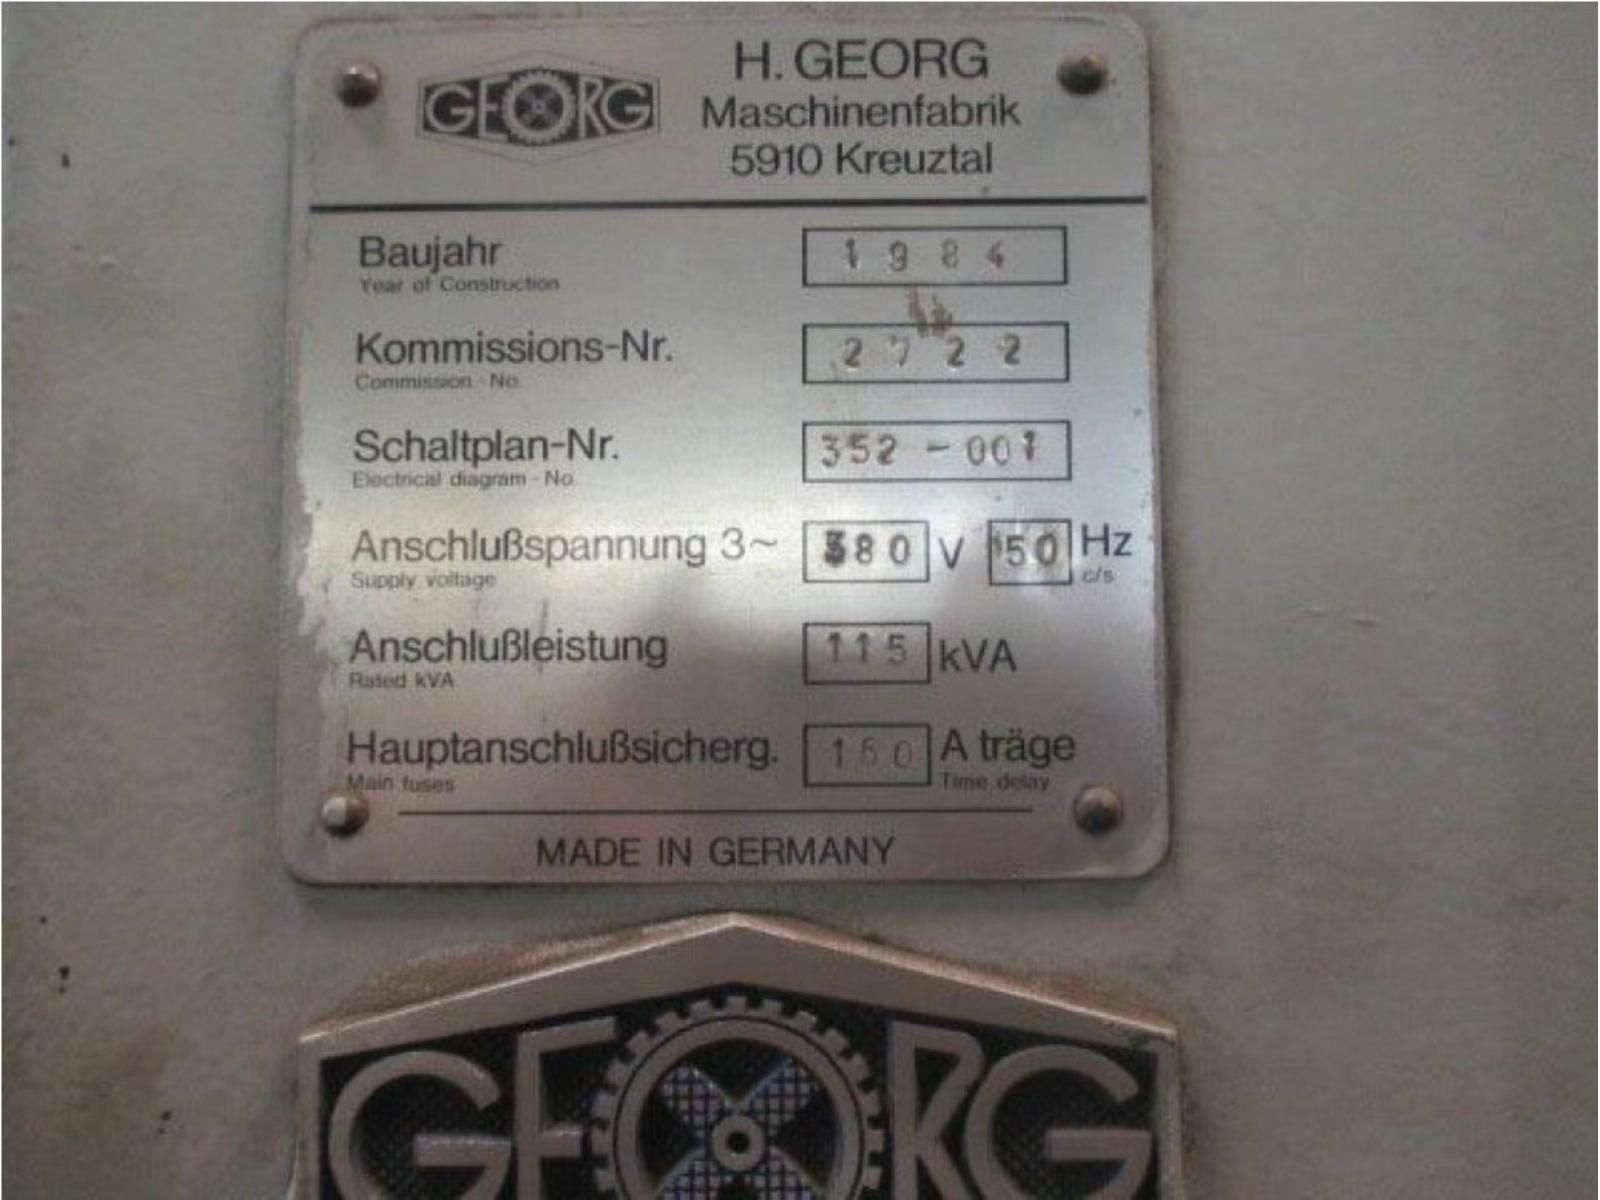 GEORG
H. GEORG
Maschinenfabrik
5910 Kreuztal
Baujahr 1984
Year of Construction
Kommissions-Nr. 2722
Commission - No.
Schaltplan-Nr. 352-001
Electrical diagram - No.
Anschlußspannung 3~ 380 V 50 Hz
Supply voltage c/s
Anschlußleistung 115 kVA
Rated kVA
Hauptanschlußsicherg. 160 A träge
Main fuses Time delay
MADE IN GERMANY
GEORG